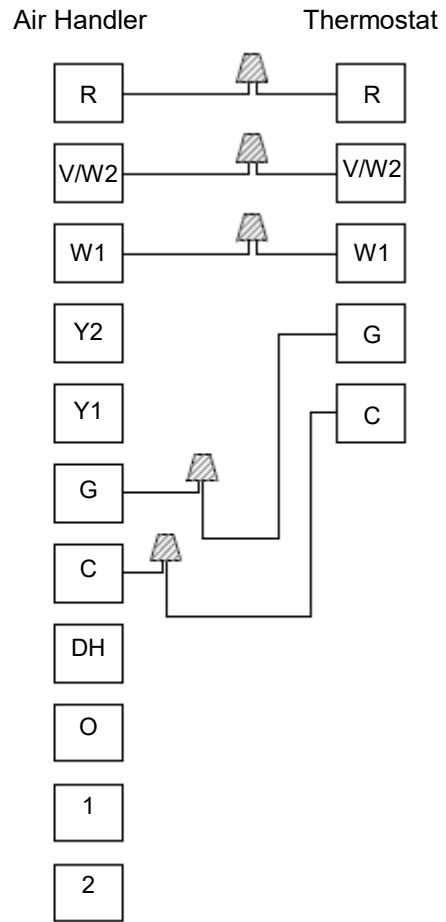 Air Handler Thermostat
R R
V/W2 V/W2
W1 W1
Y2 G
Y1 C
G
C
DH
O
1
2